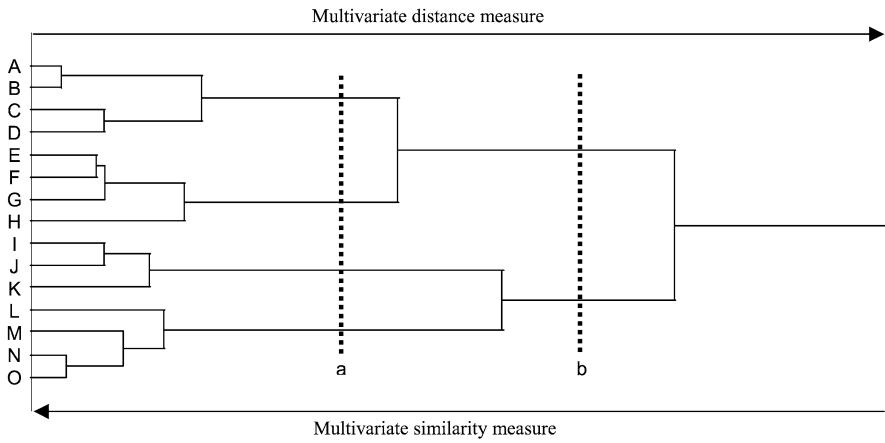 Multivariate distance measure
A
B
C
D
E
F
G
H
I
J
K
L
M
N
O
a
b
Multivariate similarity measure